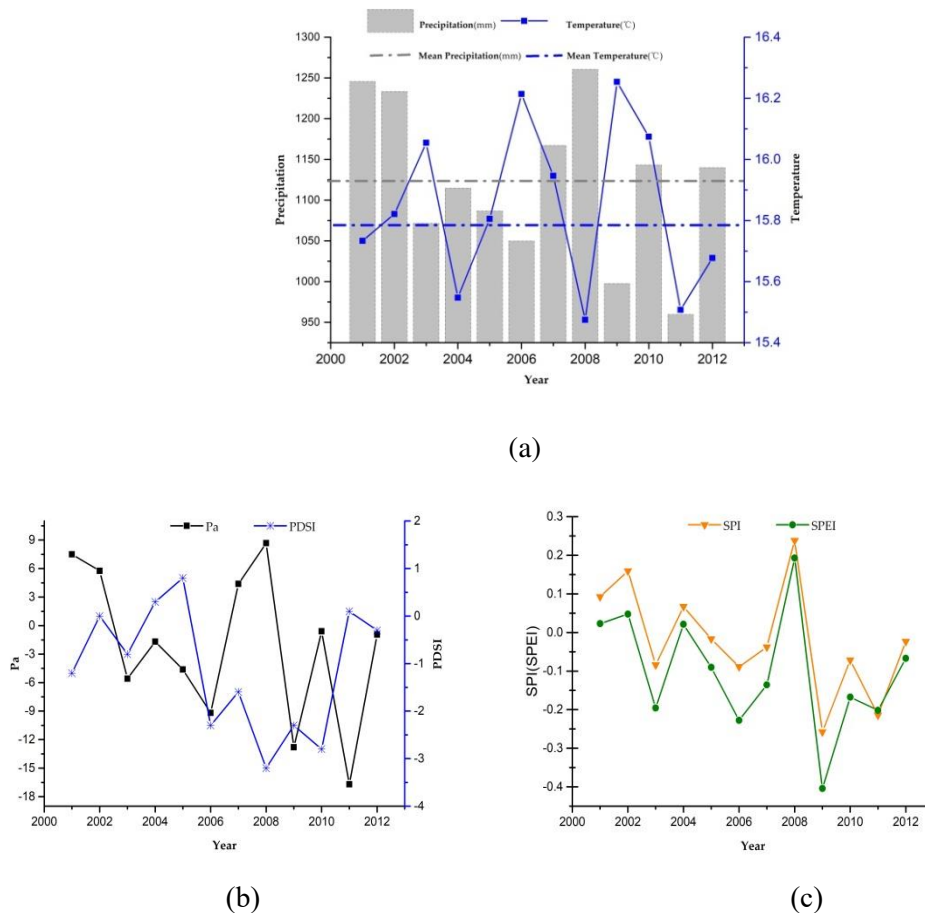 Precipitation(mm) Temperature(℃)
Mean Precipitation(mm) Mean Temperature(℃)
1300
1250
1200
1150
1100
1050
1000
950
Precipitation
16.4
16.2
16.0
15.8
15.6
15.4
Temperature
2000 2002 2004 2006 2008 2010 2012
Year
(a)
Pa PDSI
9
6
3
0
-3
-6
-9
-12
-15
-18
Pa
2
1
0
-1
-2
-3
-4
PDSI
2000 2002 2004 2006 2008 2010 2012
Year
(b)
SPI SPEI
0.3
0.2
0.1
0.0
-0.1
-0.2
-0.3
-0.4
SPI(SPEI)
2000 2002 2004 2006 2008 2010 2012
Year
(c)